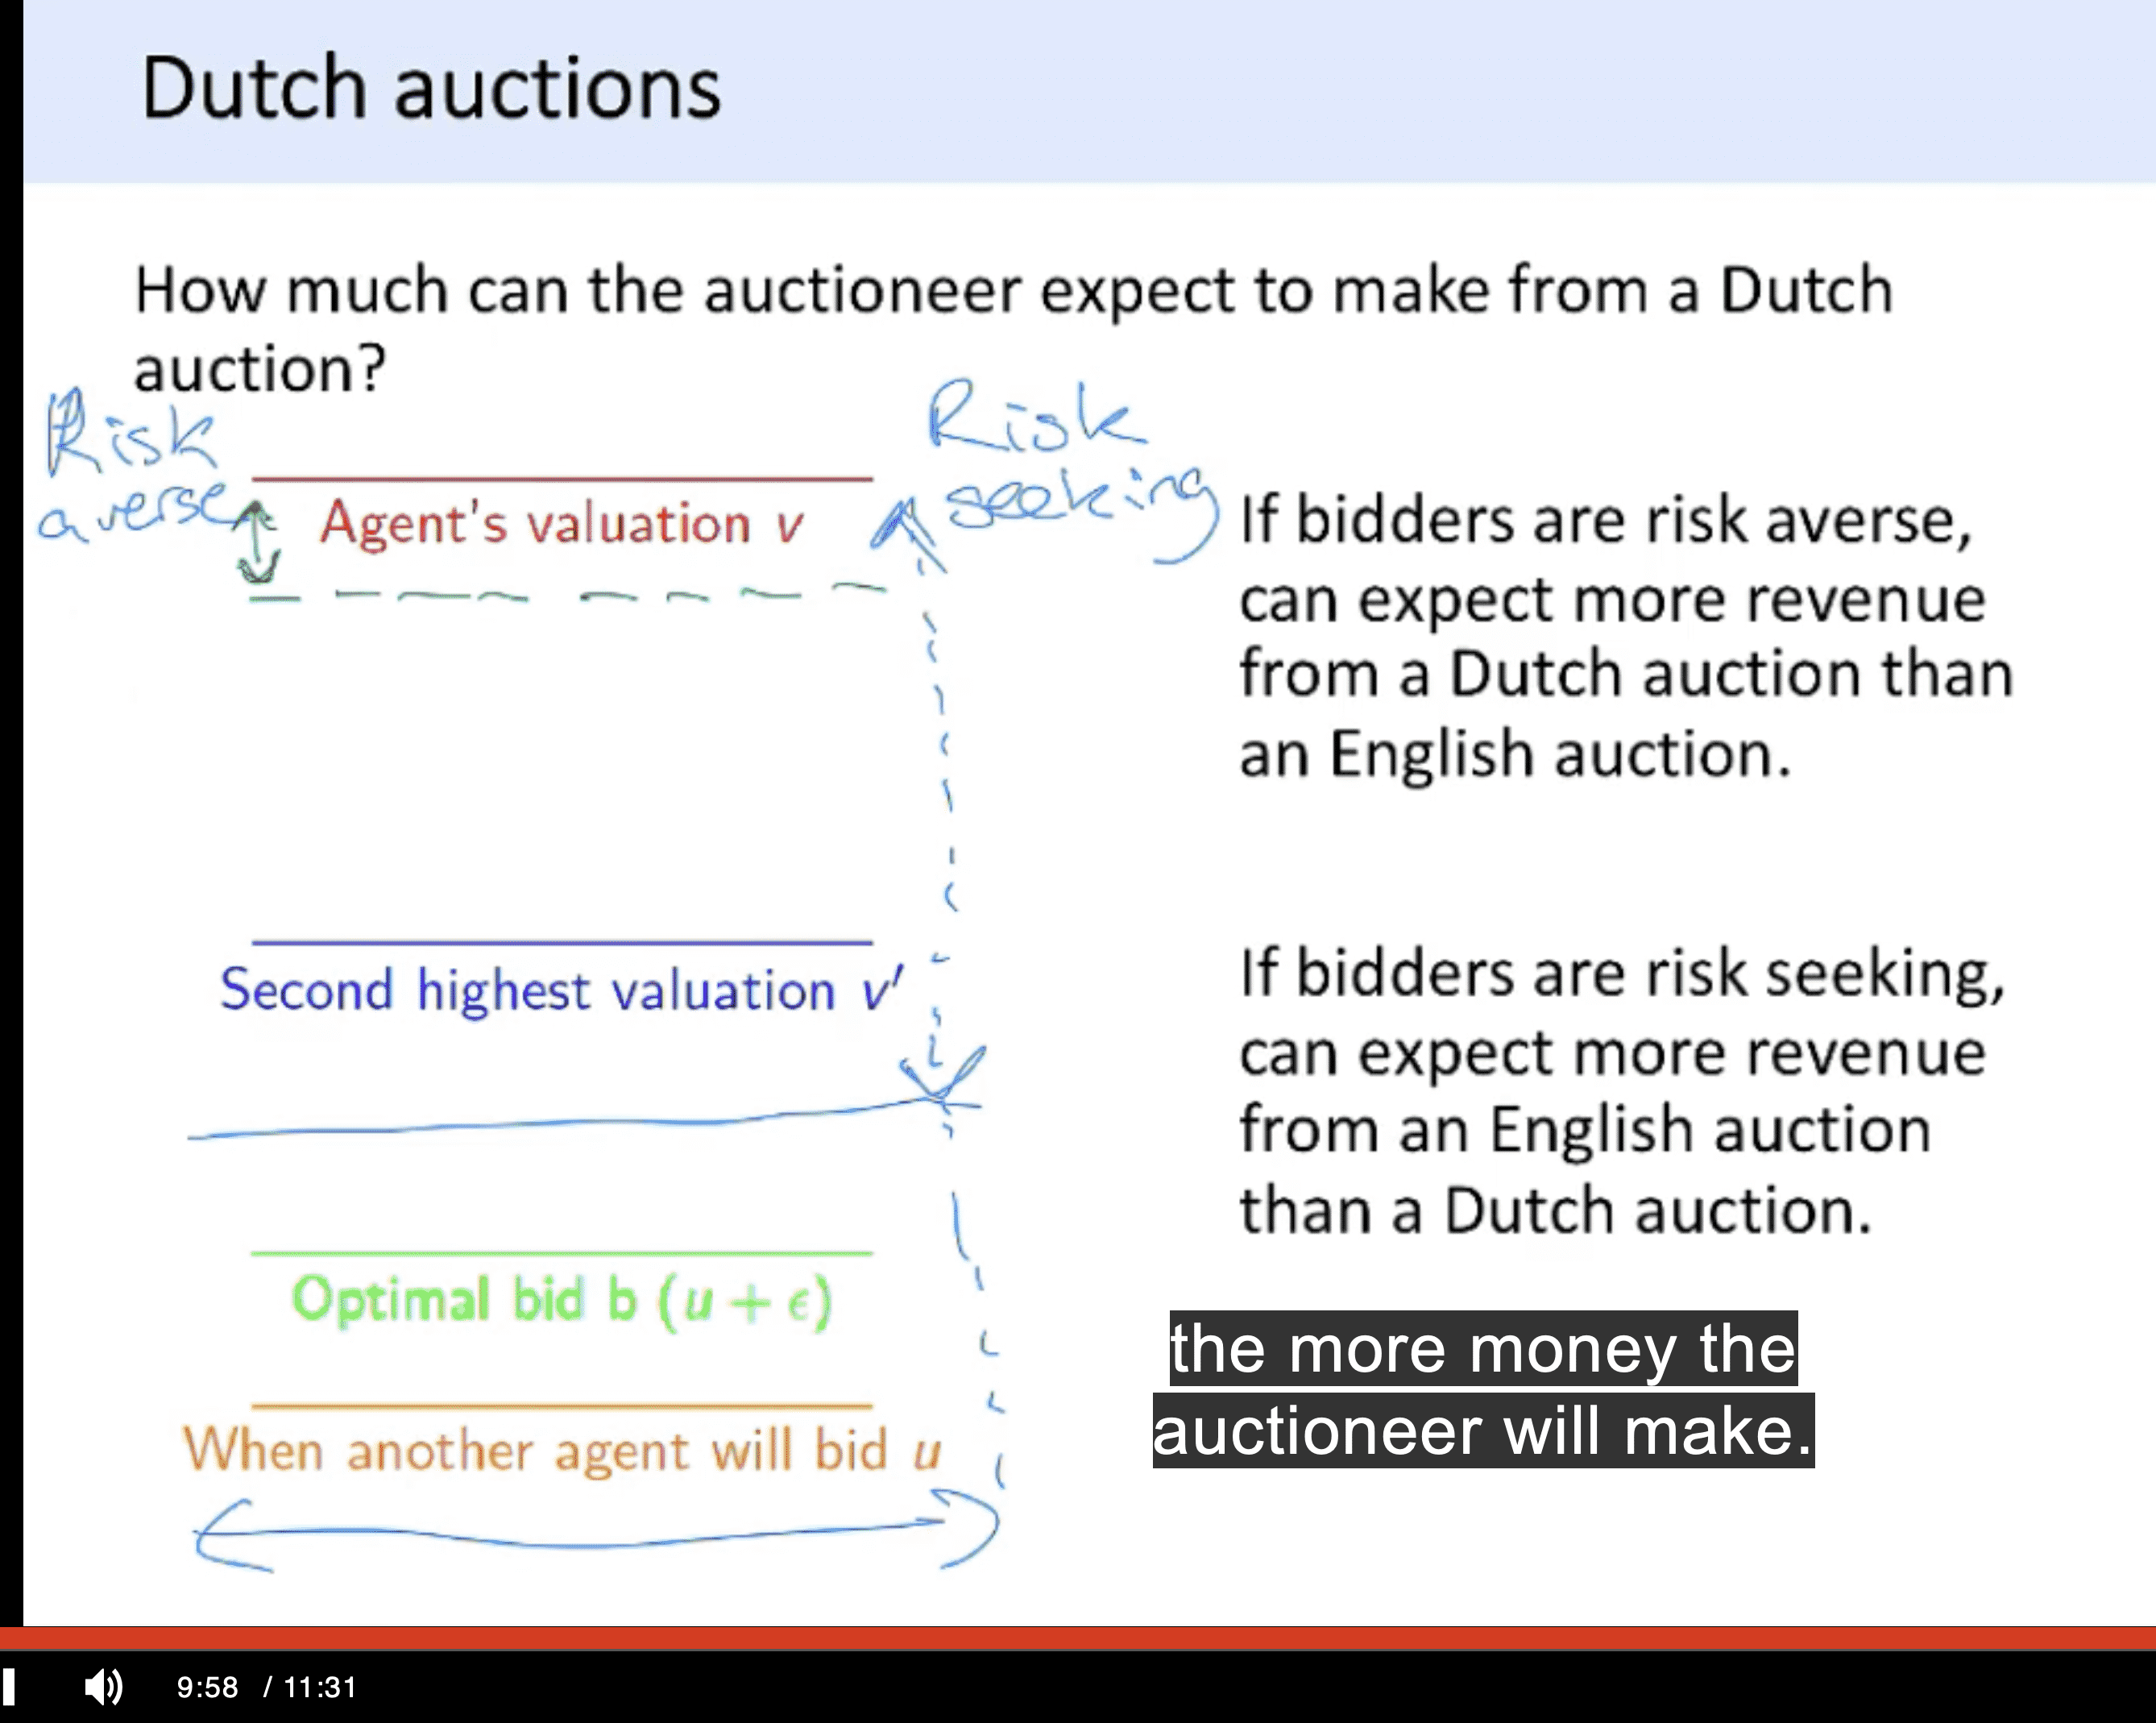 Dutch auctions
How much can the auctioneer expect to make from a Dutch
auction?
Risk
averse
Risk
seeking
Agent's valuation v
If bidders are risk averse,
can expect more revenue
from a Dutch auction than
an English auction.
Second highest valuation v′
If bidders are risk seeking,
can expect more revenue
from an English auction
than a Dutch auction.
Optimal bid b (u + ϵ)
When another agent will bid u
the more money the
auctioneer will make.
9:58 / 11:31